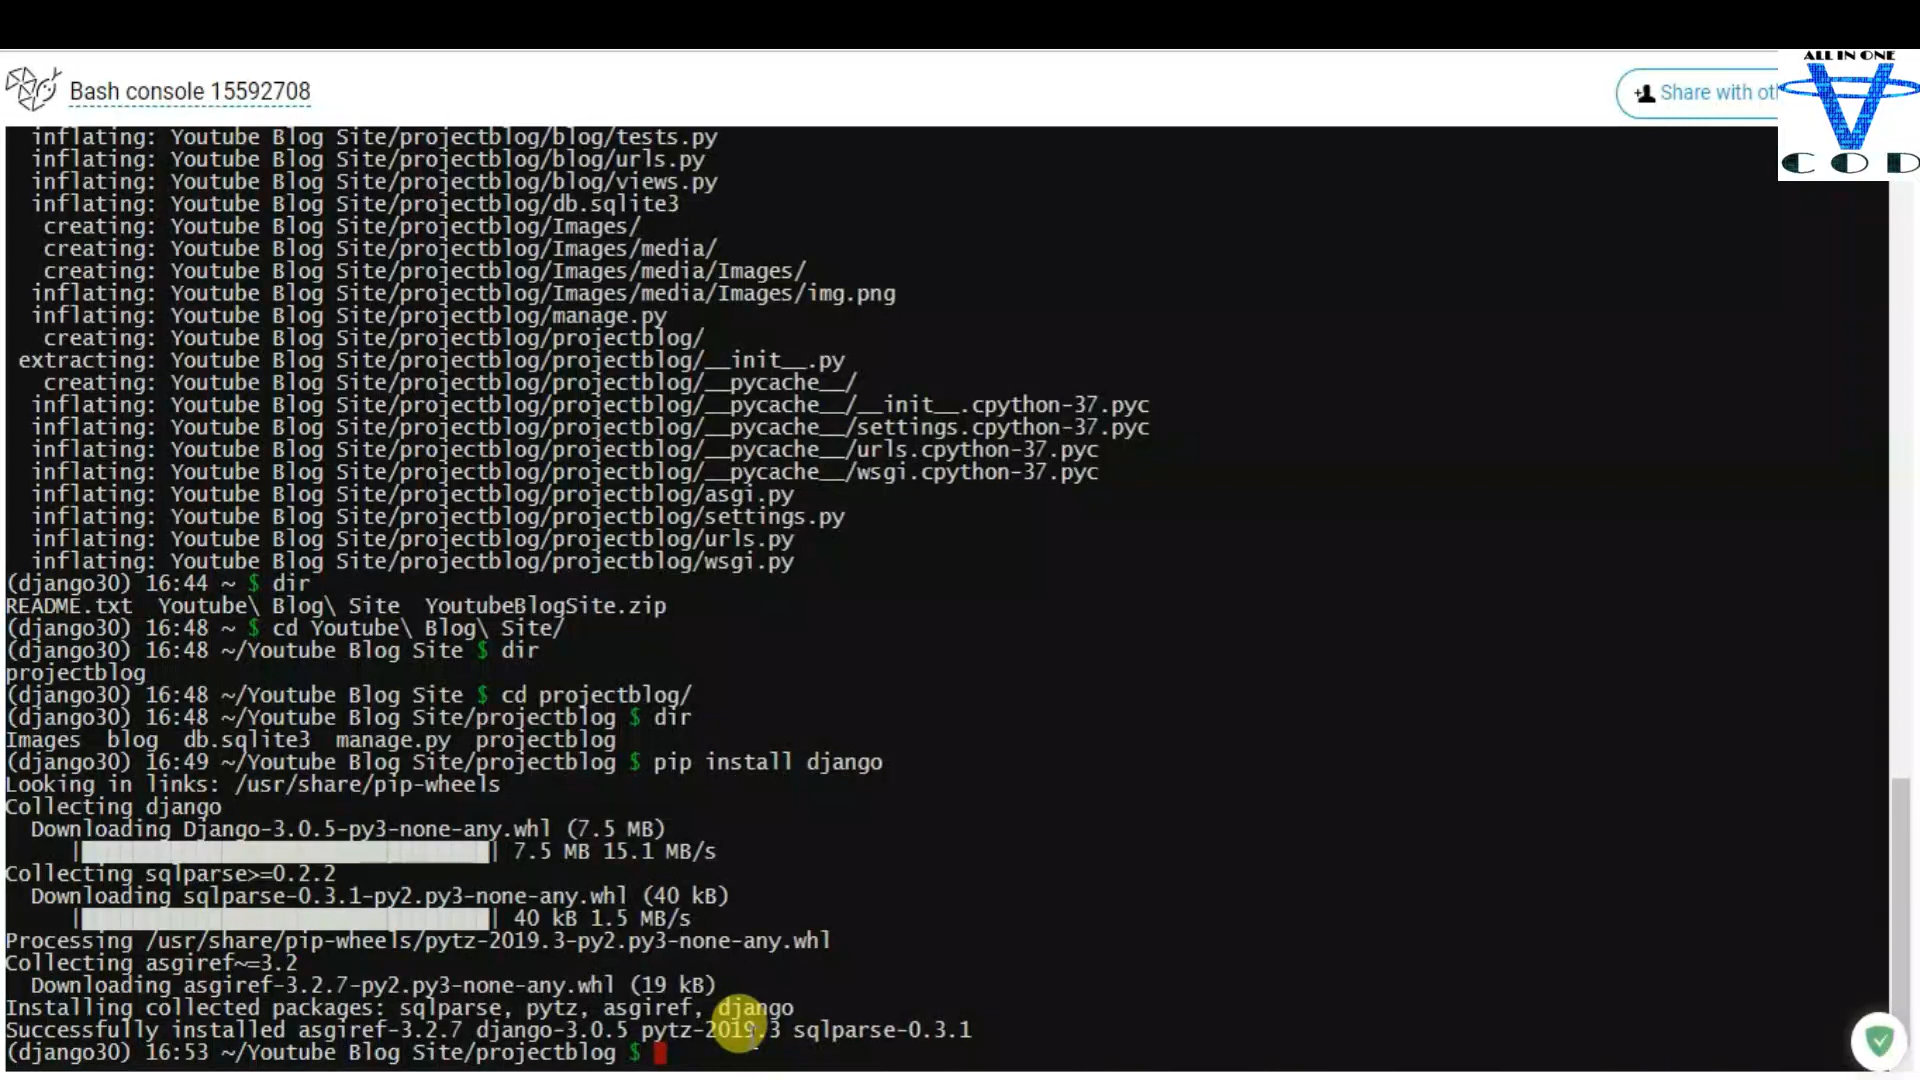 ALL IN ONE
Bash console 15592708
Share with
C O D
inflating: Youtube Blog Site/projectblog/blog/tests.py
inflating: Youtube Blog Site/projectblog/blog/urls.py
inflating: Youtube Blog Site/projectblog/blog/views.py
inflating: Youtube Blog Site/projectblog/db.sqlite3
creating: Youtube Blog Site/projectblog/Images/
creating: Youtube Blog Site/projectblog/Images/media/
creating: Youtube Blog Site/projectblog/Images/media/Images/
inflating: Youtube Blog Site/projectblog/Images/media/Images/img.png
inflating: Youtube Blog Site/projectblog/manage.py
creating: Youtube Blog Site/projectblog/projectblog/
extracting: Youtube Blog Site/projectblog/projectblog/__init__.py
creating: Youtube Blog Site/projectblog/projectblog/__pycache__/
inflating: Youtube Blog Site/projectblog/projectblog/__pycache__/__init__.cpython-37.pyc
inflating: Youtube Blog Site/projectblog/projectblog/__pycache__/settings.cpython-37.pyc
inflating: Youtube Blog Site/projectblog/projectblog/__pycache__/urls.cpython-37.pyc
inflating: Youtube Blog Site/projectblog/projectblog/__pycache__/wsgi.cpython-37.pyc
inflating: Youtube Blog Site/projectblog/projectblog/asgi.py
inflating: Youtube Blog Site/projectblog/projectblog/settings.py
inflating: Youtube Blog Site/projectblog/projectblog/urls.py
inflating: Youtube Blog Site/projectblog/projectblog/wsgi.py
(django30) 16:44 ~ $ dir
README.txt  Youtube\ Blog\ Site  YoutubeBlogSite.zip
(django30) 16:48 ~ $ cd Youtube\ Blog\ Site/
(django30) 16:48 ~/Youtube Blog Site $ dir
projectblog
(django30) 16:48 ~/Youtube Blog Site $ cd projectblog/
(django30) 16:48 ~/Youtube Blog Site/projectblog $ dir
Images  blog  db.sqlite3  manage.py  projectblog
(django30) 16:49 ~/Youtube Blog Site/projectblog $ pip install django
Looking in links: /usr/share/pip-wheels
Collecting django
Downloading Django-3.0.5-py3-none-any.whl (7.5 MB)
| | 7.5 MB 15.1 MB/s
Collecting sqlparse>=0.2.2
Downloading sqlparse-0.3.1-py2.py3-none-any.whl (40 kB)
| | 40 kB 1.5 MB/s
Processing /usr/share/pip-wheels/pytz-2019.3-py2.py3-none-any.whl
Collecting asgiref~=3.2
Downloading asgiref-3.2.7-py2.py3-none-any.whl (19 kB)
Installing collected packages: sqlparse, pytz, asgiref, django
Successfully installed asgiref-3.2.7 django-3.0.5 pytz-2019.3 sqlparse-0.3.1
(django30) 16:53 ~/Youtube Blog Site/projectblog $